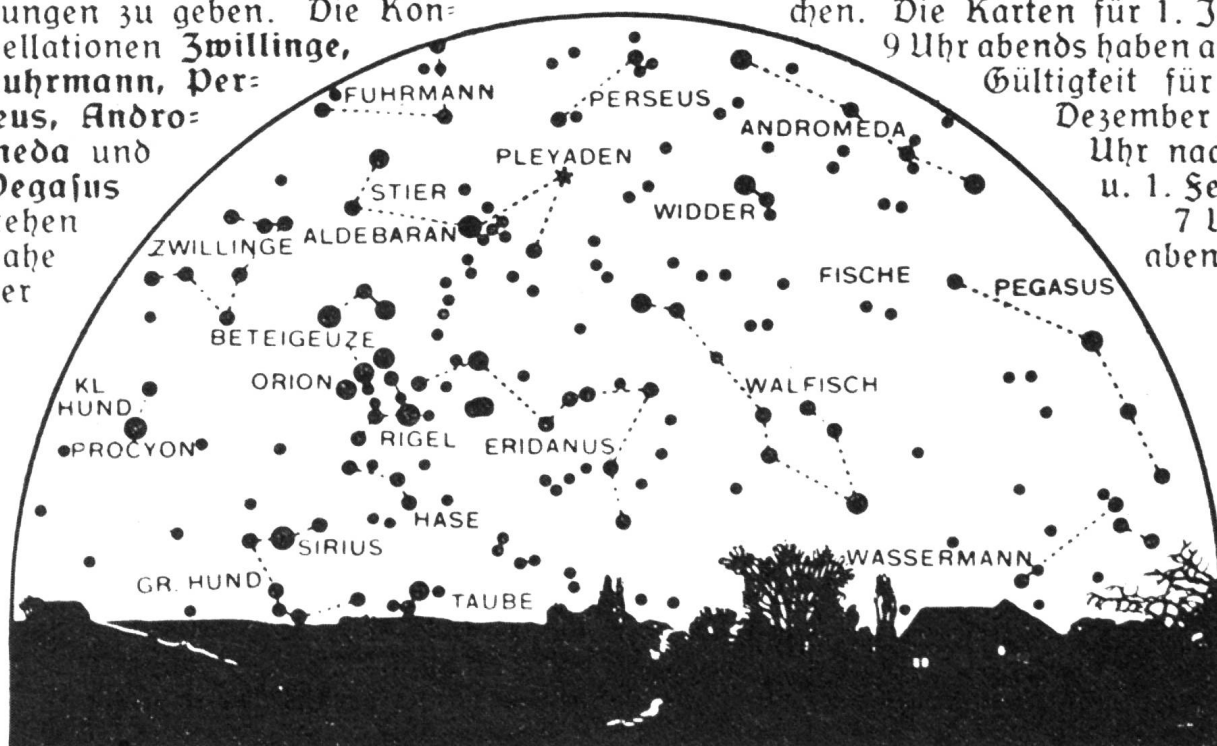 ungen zu geben. Die Kon=
ellationen Zwillinge,
uhrmann, Per=
eus, Andro=
neda und
Pegasus
tehen
ahe
er
chen. Die Karten für 1. J
9 Uhr abends haben a
Gültigkeit für
Dezember
Uhr nac
u. 1. Fe
7 U
aben
FUHRMANN
PERSEUS
ANDROMEDA
PLEYADEN
STIER
WIDDER
ZWILLINGE
ALDEBARAN
FISCHE
PEGASUS
BETEIGEUZE
KL
HUND
ORION
WALFISCH
PROCYON
RIGEL
ERIDANUS
HASE
SIRIUS
WASSERMANN
GR. HUND
TAUBE